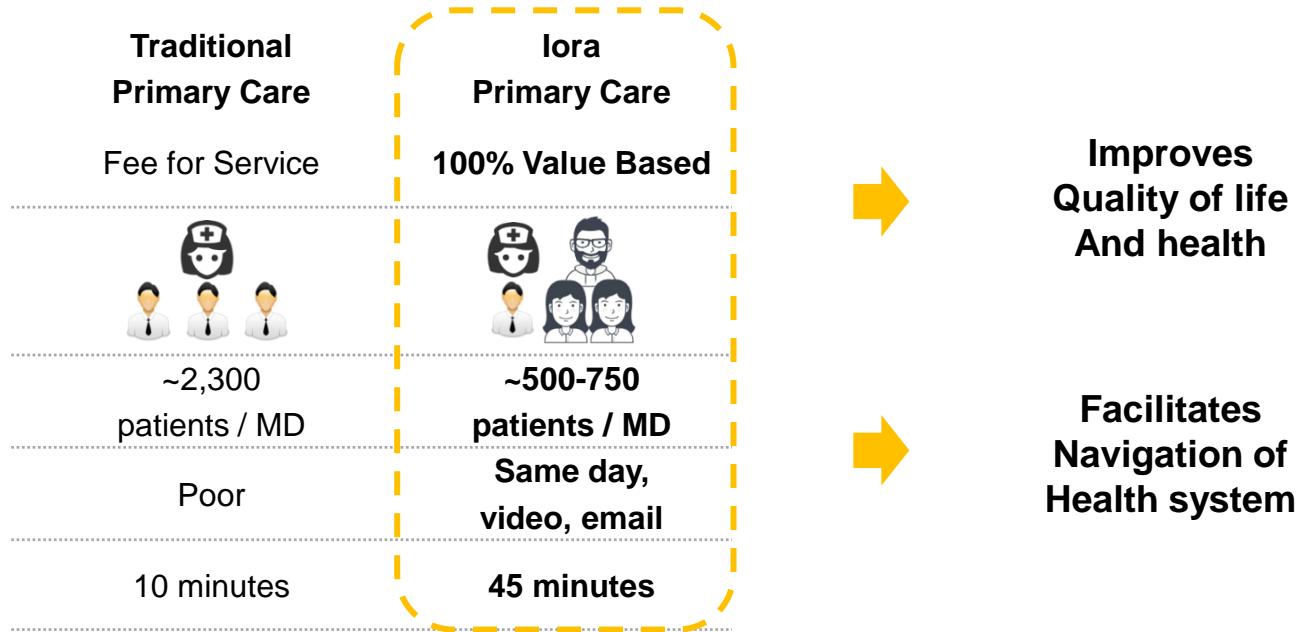 Traditional
Primary Care
Iora
Primary Care
Fee for Service
100% Value Based
~2,300
patients / MD
~500-750
patients / MD
Poor
Same day,
video, email
10 minutes
45 minutes
Improves
Quality of life
And health
Facilitates
Navigation of
Health system